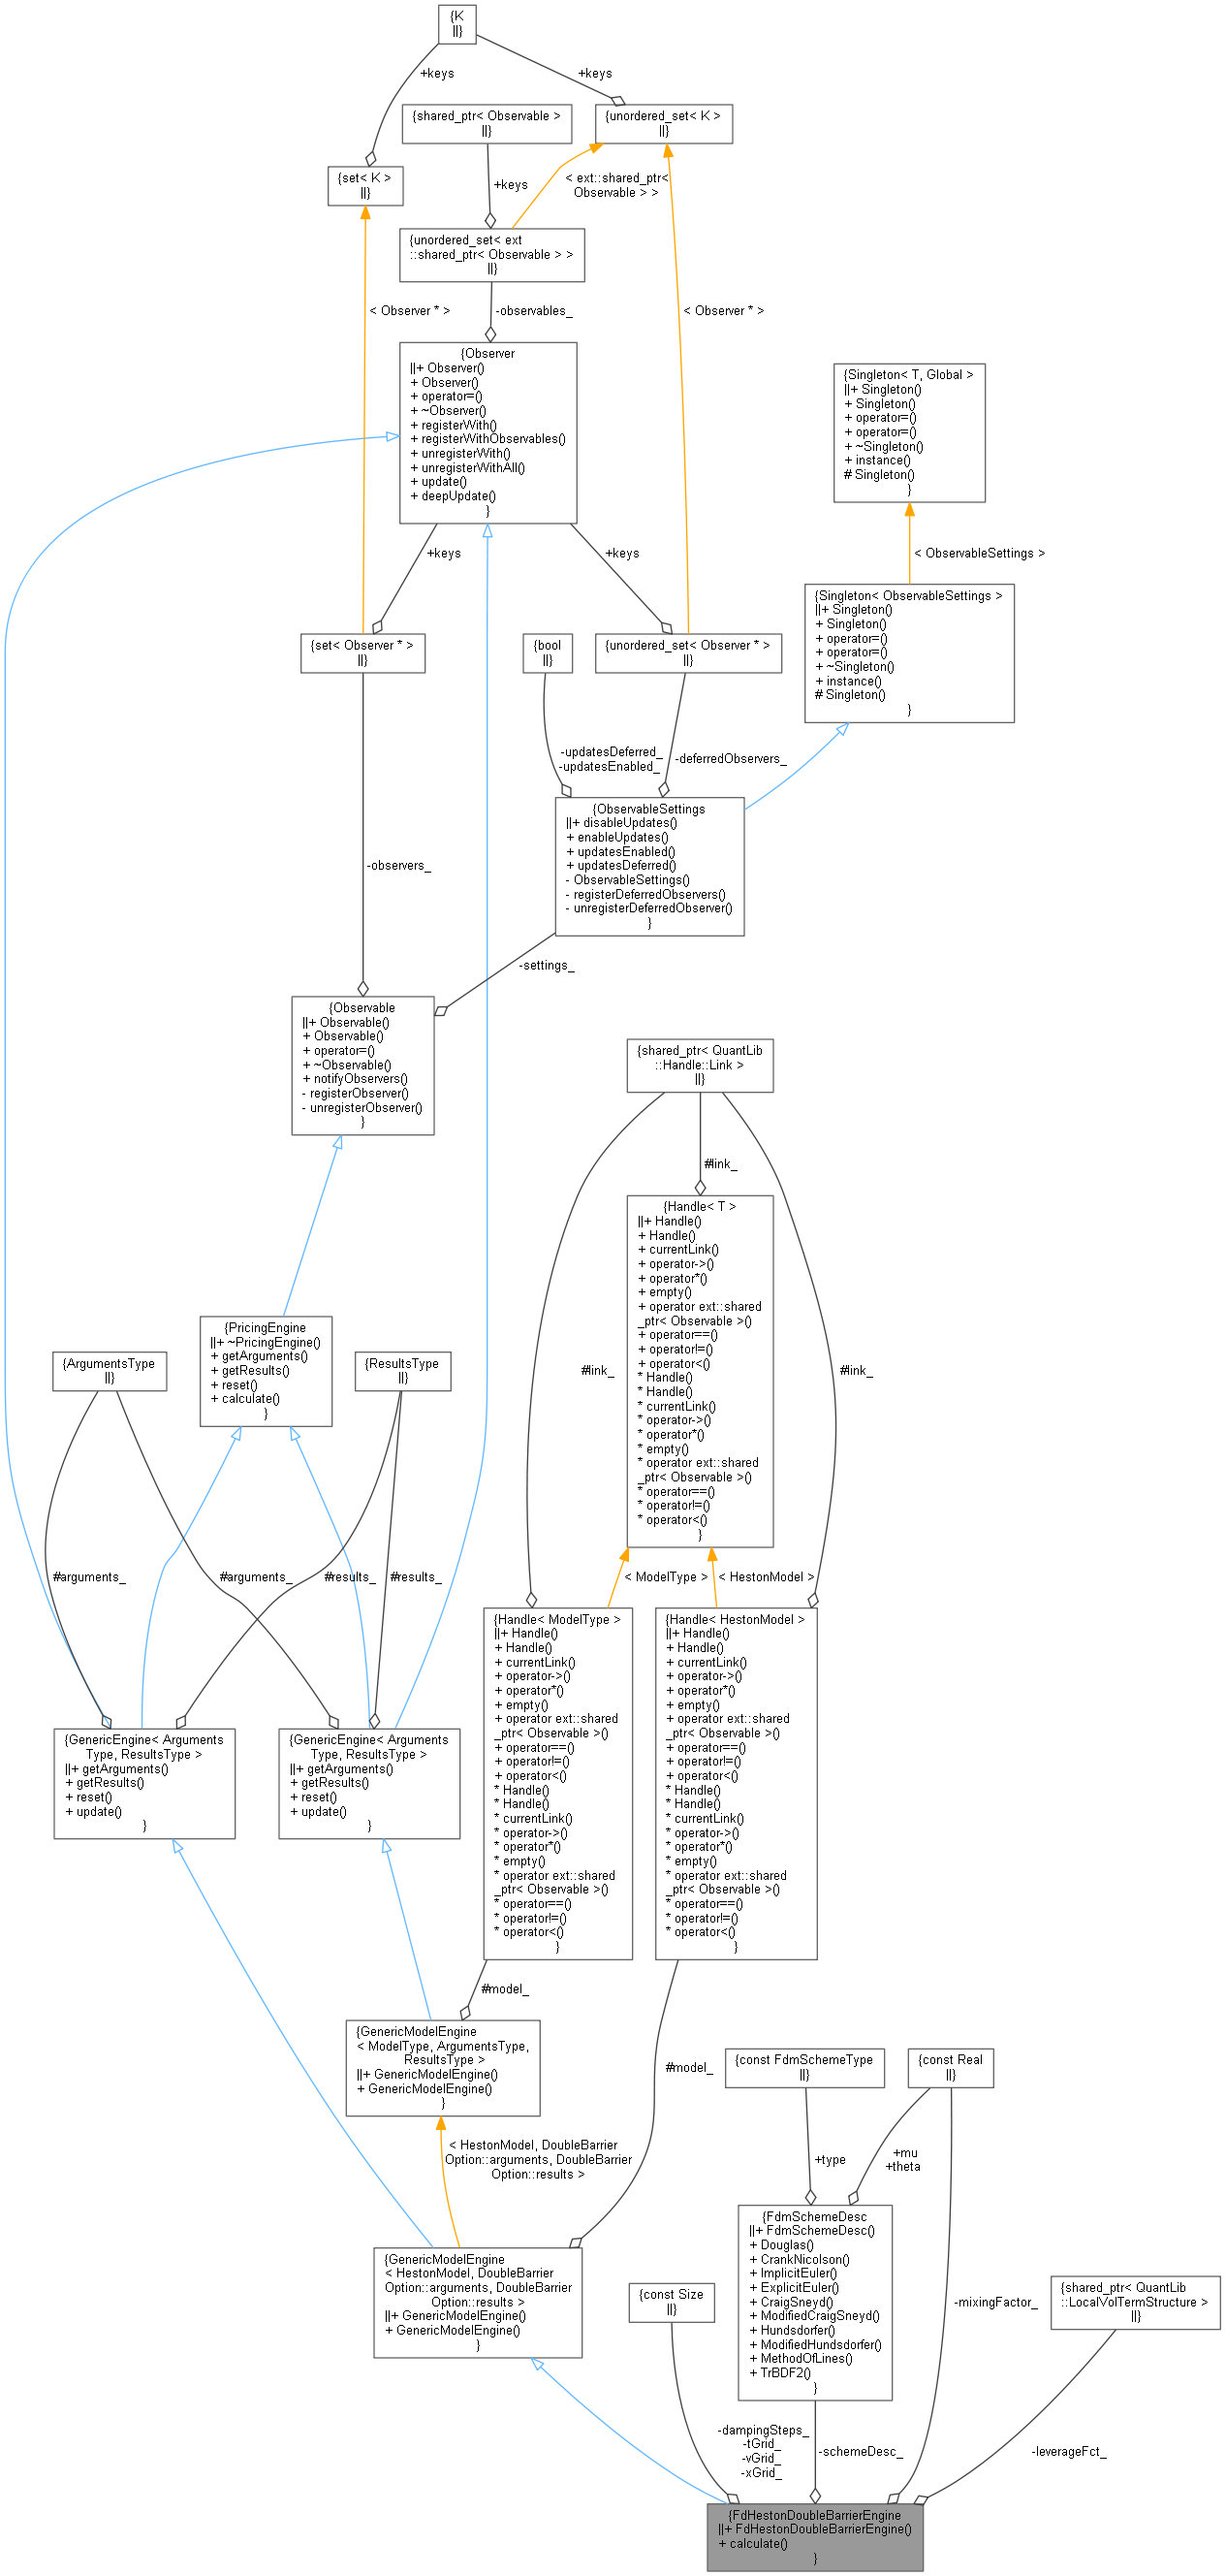 {K
||}
+keys
+keys
{shared_ptr< Observable >
||}
{unordered_set< K >
||}
{set< K >
||}
+keys
< ext::shared_ptr<
Observable > >
{unordered_set< ext
::shared_ptr< Observable > >
||}
< Observer * >
-observables_
< Observer * >
{Observer
||+ Observer()
+ Observer()
+ operator=()
+ ~Observer()
+ registerWith()
+ registerWithObservables()
+ unregisterWith()
+ unregisterWithAll()
+ update()
+ deepUpdate()
}
{Singleton< T, Global >
||+ Singleton()
+ Singleton()
+ operator=()
+ operator=()
+ ~Singleton()
+ instance()
# Singleton()
}
+keys
+keys
< ObservableSettings >
{set< Observer * >
||}
{bool
||}
{unordered_set< Observer * >
||}
{Singleton< ObservableSettings >
||+ Singleton()
+ Singleton()
+ operator=()
+ operator=()
+ ~Singleton()
+ instance()
# Singleton()
}
-updatesDeferred_
-updatesEnabled_
-deferredObservers_
{ObservableSettings
||+ disableUpdates()
+ enableUpdates()
+ updatesEnabled()
+ updatesDeferred()
- ObservableSettings()
- registerDeferredObservers()
- unregisterDeferredObserver()
}
-observers_
-settings_
{Observable
||+ Observable()
+ Observable()
+ operator=()
+ ~Observable()
+ notifyObservers()
- registerObserver()
- unregisterObserver()
}
{shared_ptr< QuantLib
::Handle::Link >
||}
#link_
{Handle< T >
||+ Handle()
+ Handle()
+ currentLink()
+ operator->()
+ operator*()
+ empty()
+ operator ext::shared
_ptr< Observable >()
+ operator==()
+ operator!=()
+ operator<()
* Handle()
* Handle()
* currentLink()
* operator->()
* operator*()
* empty()
* operator ext::shared
_ptr< Observable >()
* operator==()
* operator!=()
* operator<()
}
#link_
#link_
{PricingEngine
||+ ~PricingEngine()
+ getArguments()
+ getResults()
+ reset()
+ calculate()
}
{ArgumentsType
||}
{ResultsType
||}
#arguments_
#arguments_
#results_
#results_
< ModelType >
< HestonModel >
{Handle< ModelType >
||+ Handle()
+ Handle()
+ currentLink()
+ operator->()
+ operator*()
+ empty()
+ operator ext::shared
_ptr< Observable >()
+ operator==()
+ operator!=()
+ operator<()
* Handle()
* Handle()
* currentLink()
* operator->()
* operator*()
* empty()
* operator ext::shared
_ptr< Observable >()
* operator==()
* operator!=()
* operator<()
}
{Handle< HestonModel >
||+ Handle()
+ Handle()
+ currentLink()
+ operator->()
+ operator*()
+ empty()
+ operator ext::shared
_ptr< Observable >()
+ operator==()
+ operator!=()
+ operator<()
* Handle()
* Handle()
* currentLink()
* operator->()
* operator*()
* empty()
* operator ext::shared
_ptr< Observable >()
* operator==()
* operator!=()
* operator<()
}
{GenericEngine< Arguments
Type, ResultsType >
||+ getArguments()
+ getResults()
+ reset()
+ update()
}
{GenericEngine< Arguments
Type, ResultsType >
||+ getArguments()
+ getResults()
+ reset()
+ update()
}
#model_
{GenericModelEngine
< ModelType, ArgumentsType,
ResultsType >
||+ GenericModelEngine()
+ GenericModelEngine()
}
#model_
{const FdmSchemeType
||}
{const Real
||}
< HestonModel, DoubleBarrier
Option::arguments, DoubleBarrier
Option::results >
+type
+mu
+theta
{FdmSchemeDesc
||+ FdmSchemeDesc()
+ Douglas()
+ CrankNicolson()
+ ImplicitEuler()
+ ExplicitEuler()
+ CraigSneyd()
+ ModifiedCraigSneyd()
+ Hundsdorfer()
+ ModifiedHundsdorfer()
+ MethodOfLines()
+ TrBDF2()
}
{GenericModelEngine
< HestonModel, DoubleBarrier
Option::arguments, DoubleBarrier
Option::results >
||+ GenericModelEngine()
+ GenericModelEngine()
}
{const Size
||}
-mixingFactor_
{shared_ptr< QuantLib
::LocalVolTermStructure >
||}
-dampingSteps_
-tGrid_
-vGrid_
-xGrid_
-schemeDesc_
-leverageFct_
{FdHestonDoubleBarrierEngine
||+ FdHestonDoubleBarrierEngine()
+ calculate()
}